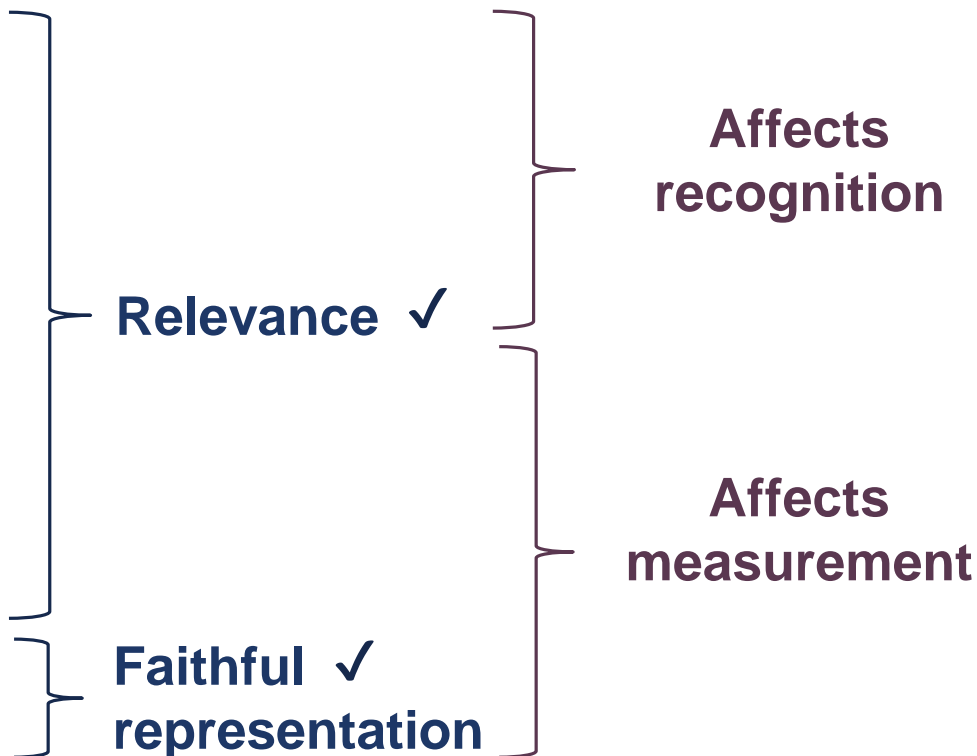 Affects
recognition
Relevance ✓
Affects
measurement
Faithful ✓
representation